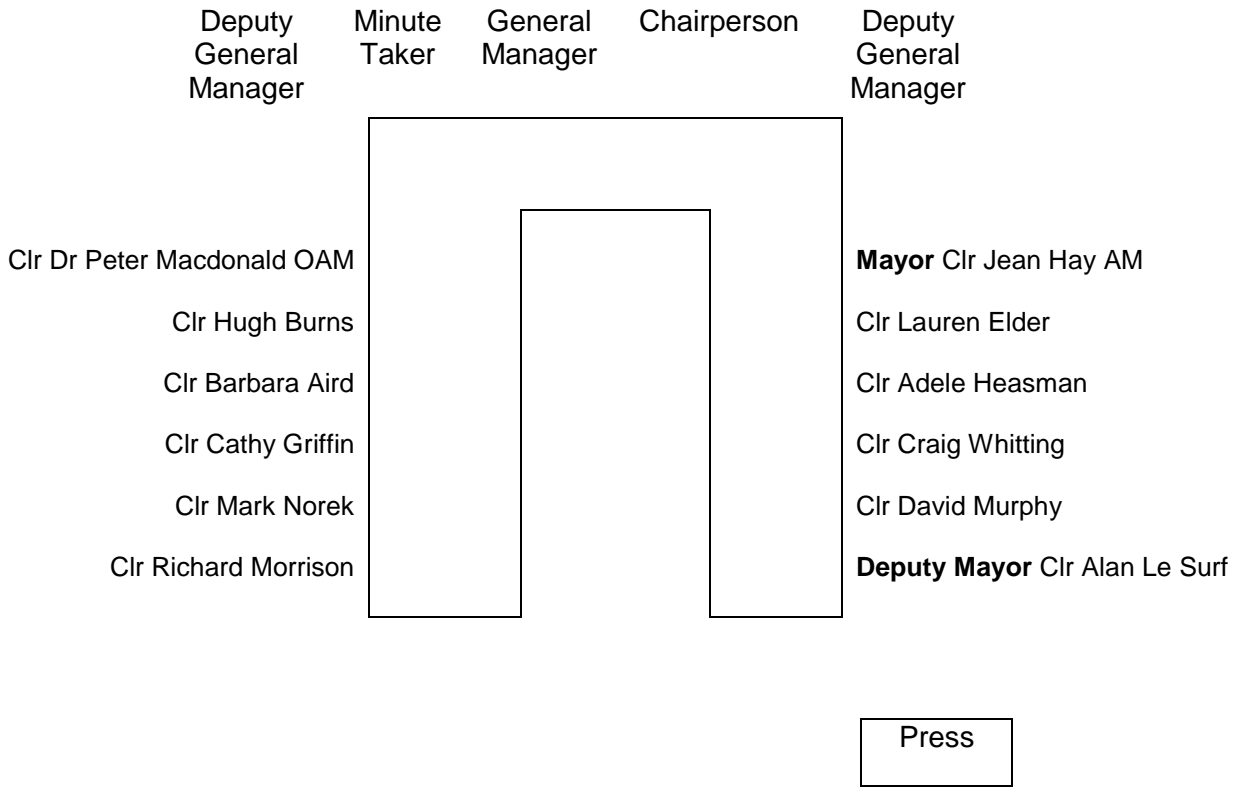 Deputy General Manager
Minute Taker
General Manager
Chairperson
Deputy General Manager
Clr Dr Peter Macdonald OAM
Clr Hugh Burns
Clr Barbara Aird
Clr Cathy Griffin
Clr Mark Norek
Clr Richard Morrison
Mayor Clr Jean Hay AM
Clr Lauren Elder
Clr Adele Heasman
Clr Craig Whitting
Clr David Murphy
Deputy Mayor Clr Alan Le Surf
Press